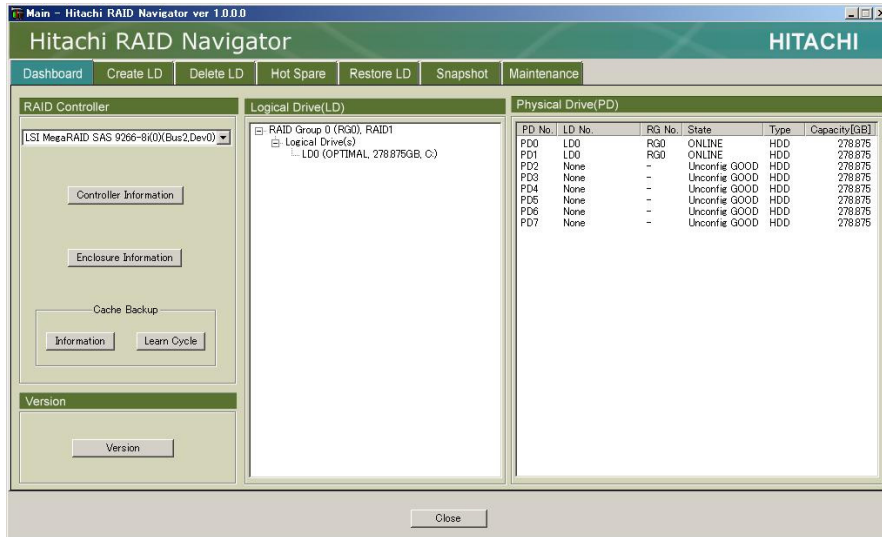 Main - Hitachi RAID Navigator ver 1.0.0.0
Hitachi RAID Navigator
HITACHI
Dashboard Create LD Delete LD Hot Spare Restore LD Snapshot Maintenance
RAID Controller
LSI MegaRAID SAS 9266-8i(0)(Bus2,Dev0)
Controller Information
Enclosure Information
Cache Backup
Information Learn Cycle
Version
Version
Logical Drive(LD)
RAID Group 0 (RG0), RAID1
Logical Drive(s)
LD0 (OPTIMAL, 278.875GB, C:)
Physical Drive(PD)
PD No. LD No. RG No. State Type Capacity[GB]
PD0 LD0 RG0 ONLINE HDD 278.875
PD1 LD0 RG0 ONLINE HDD 278.875
PD2 None - Unconfig GOOD HDD 278.875
PD3 None - Unconfig GOOD HDD 278.875
PD4 None - Unconfig GOOD HDD 278.875
PD5 None - Unconfig GOOD HDD 278.875
PD6 None - Unconfig GOOD HDD 278.875
PD7 None - Unconfig GOOD HDD 278.875
Close